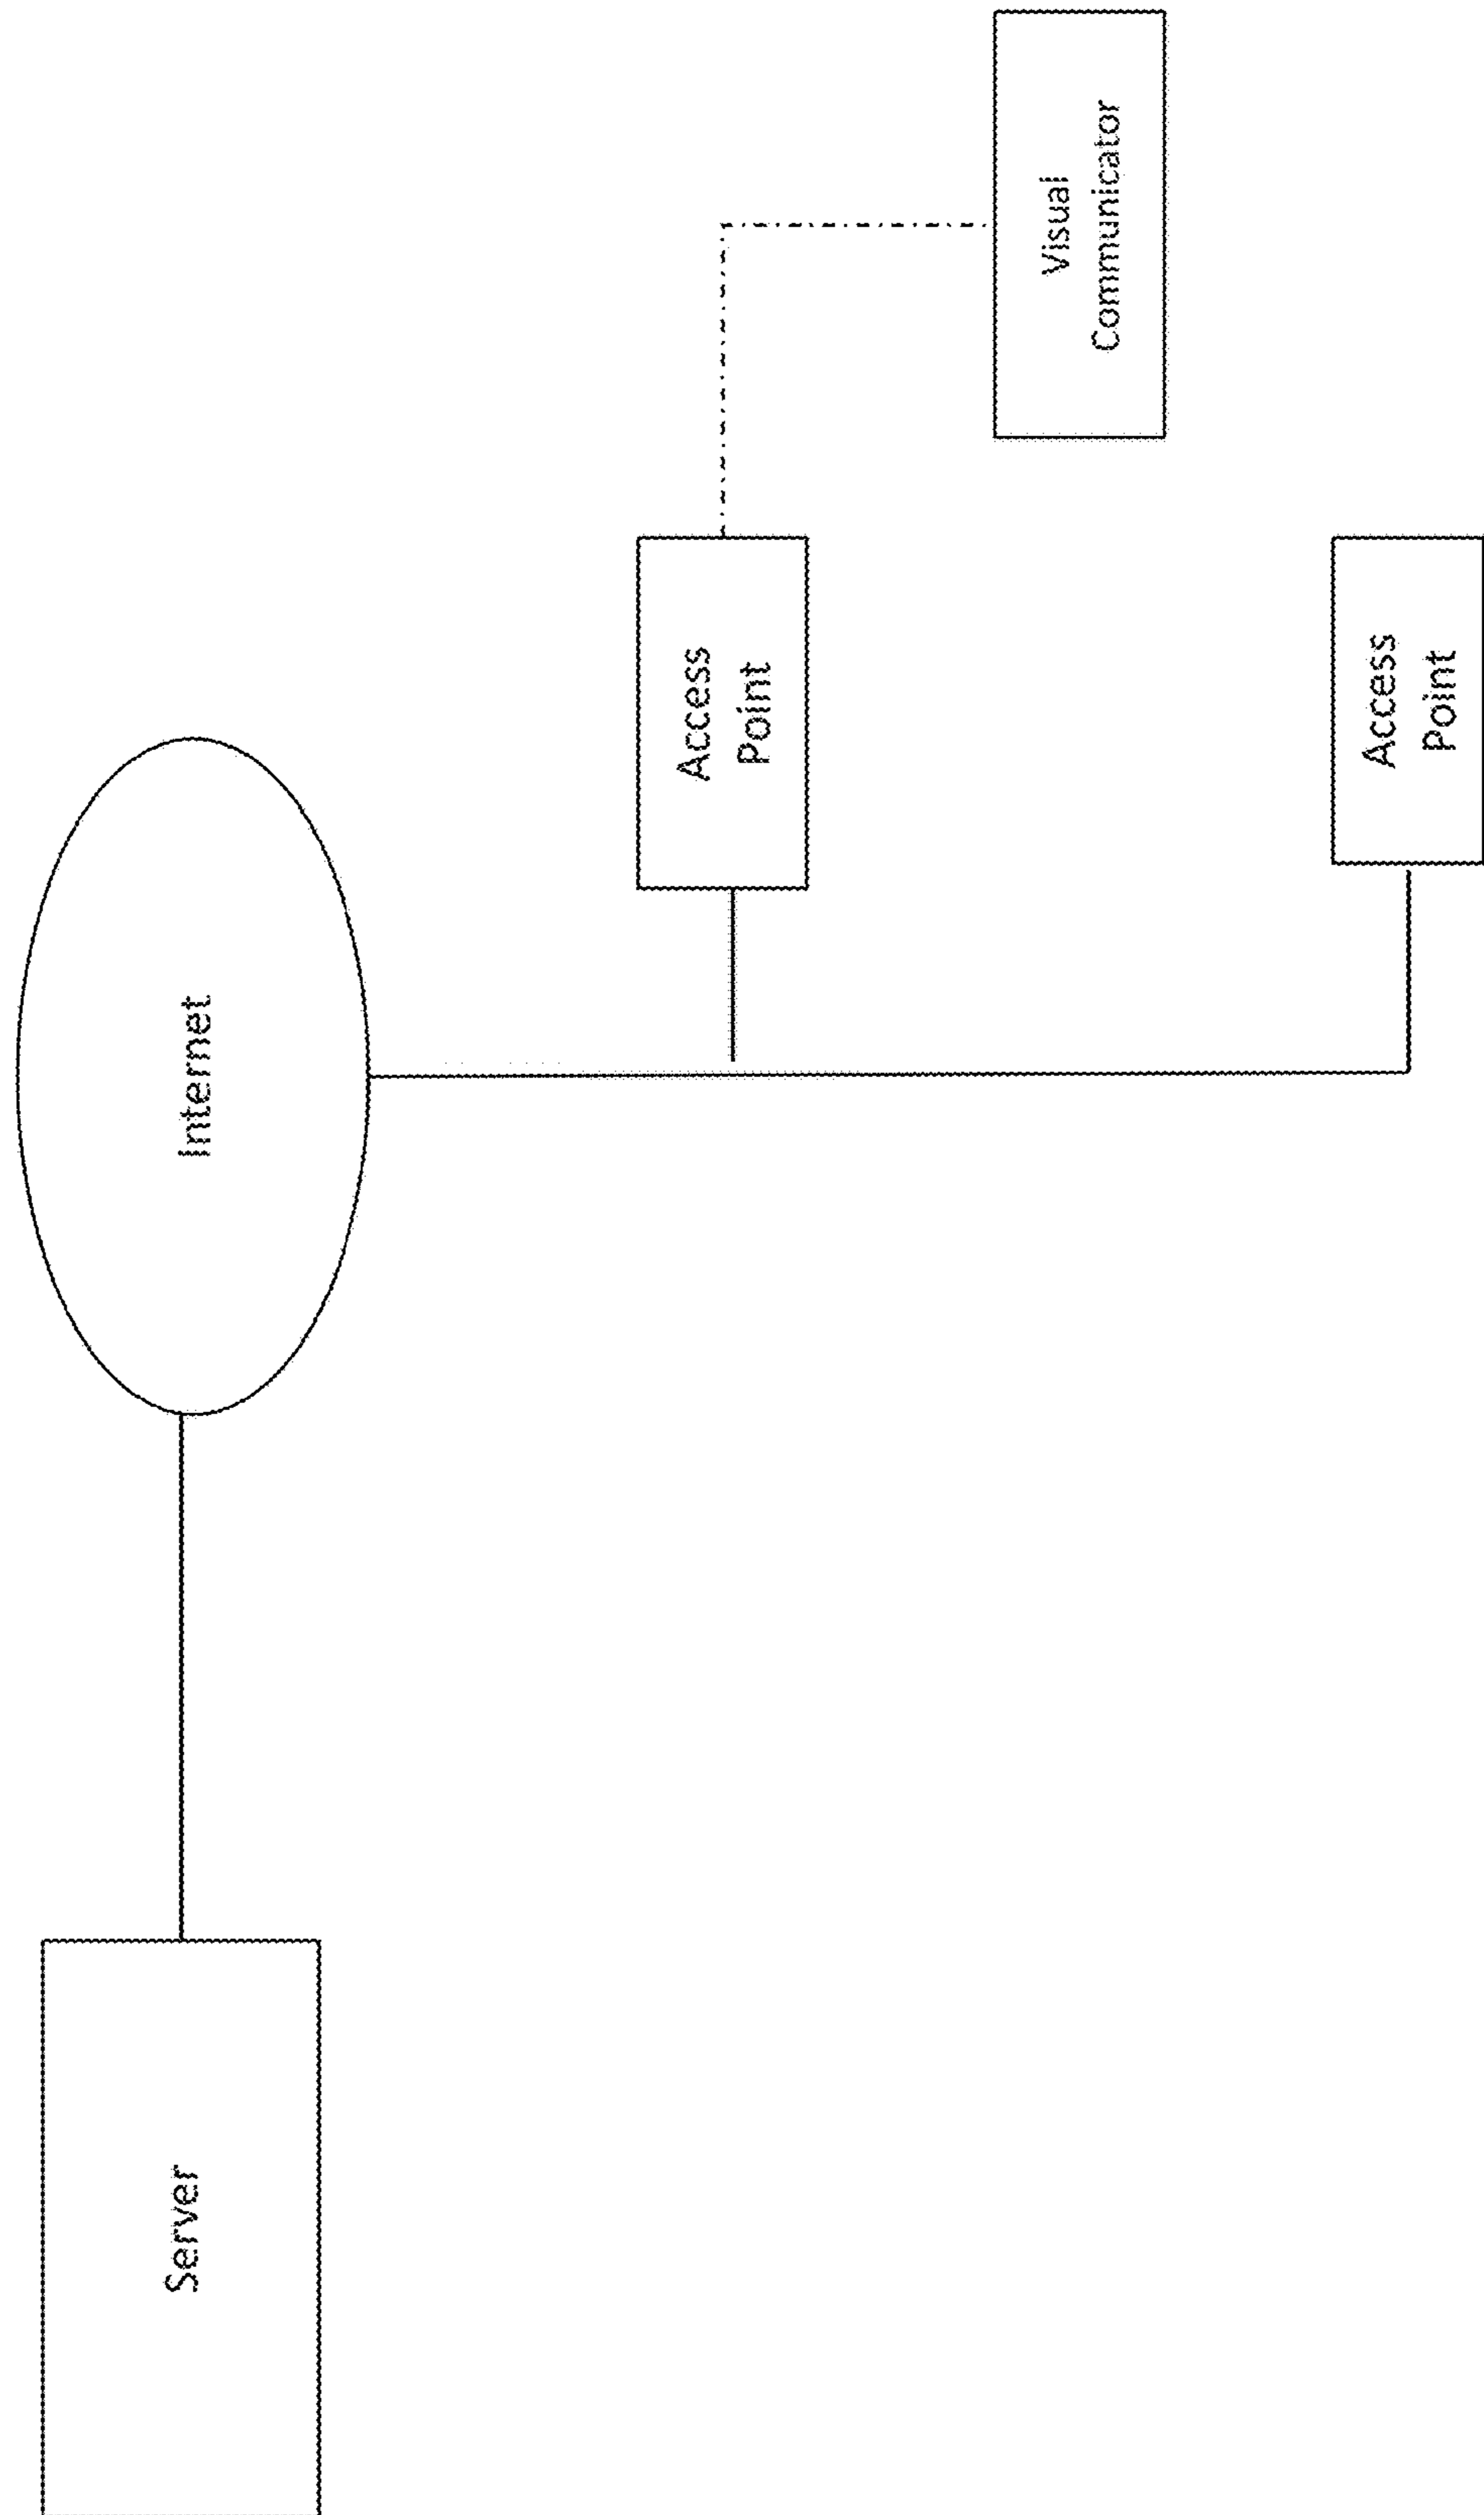 Server
Internet
Access
Point
Visual
Communicator
Access
Point